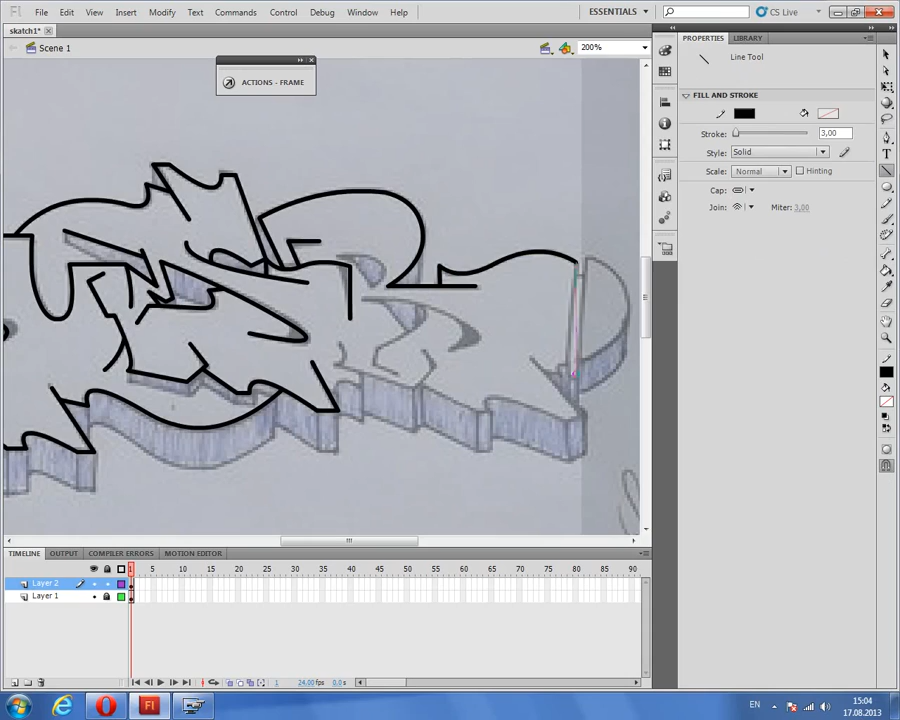 Fl File Edit View Insert Modify Text Commands Control Debug Window Help ESSENTIALS CS Live
skatch1*
Scene 1 200%
ACTIONS - FRAME
PROPERTIES LIBRARY
Line Tool
FILL AND STROKE
Stroke: 3,00
Style: Solid
Scale: Normal Hinting
Cap:
Join: Miter: 3,00
T
TIMELINE OUTPUT COMPILER ERRORS MOTION EDITOR
1 5 10 15 20 25 30 35 40 45 50 55 60 65 70 75 80 85 90
Layer 2
Layer 1
1 24,00 fps 0,0 s
Fl EN 15:04
17.08.2013